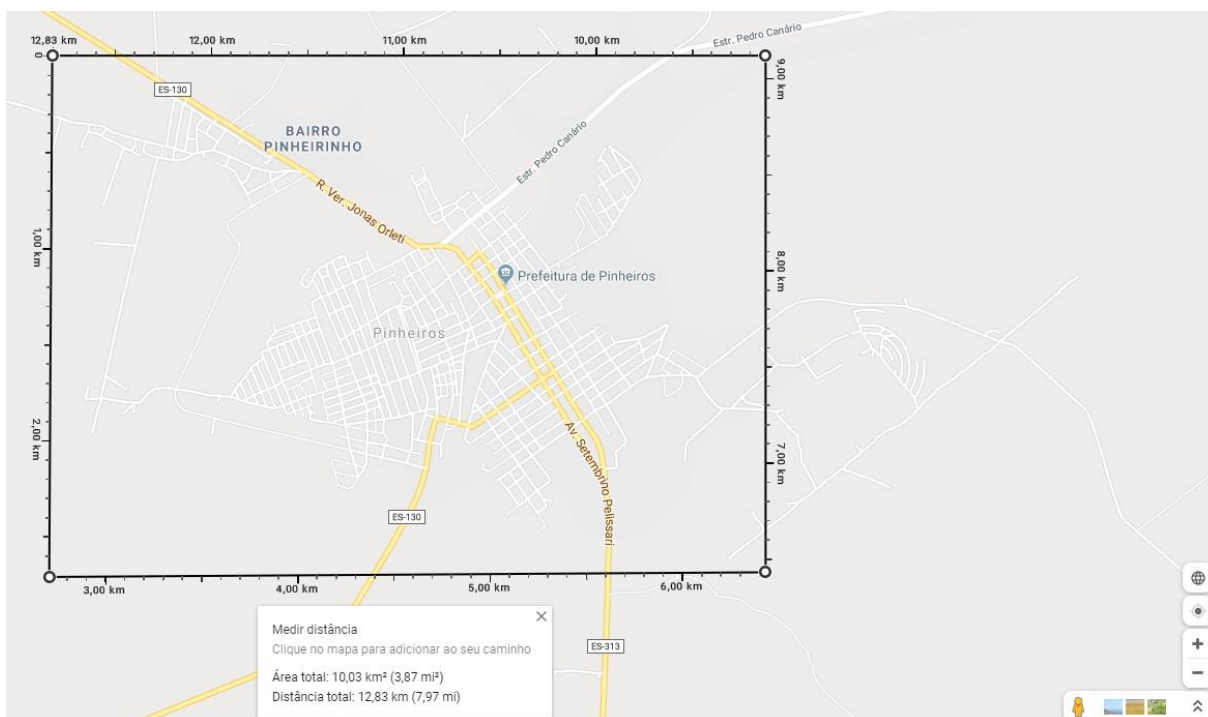 12,83 km
12,00 km
11,00 km
10,00 km
Estr. Pedro Canário
0
9,00 km
ES-130
BAIRRO
PINHEIRINHO
Estr. Pedro Canário
R. Ver. Jonas Orleti
1,00 km
8,00 km
Prefeitura de Pinheiros
Pinheiros
2,00 km
7,00 km
Av. Setembrino Pelissari
ES-130
3,00 km
4,00 km
5,00 km
6,00 km
Medir distância
Clique no mapa para adicionar ao seu caminho
Área total: 10,03 km² (3,87 mi²)
Distância total: 12,83 km (7,97 mi)
ES-313